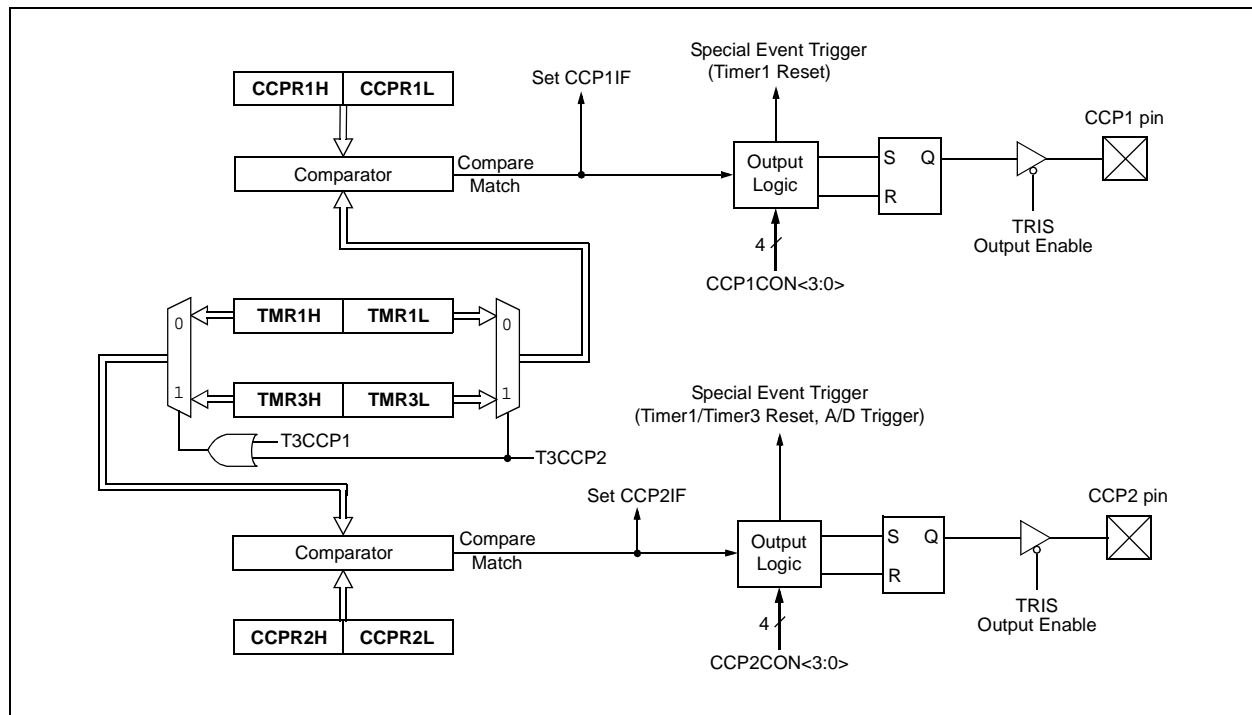 Special Event Trigger
(Timer1 Reset)
Set CCP1IF
CCPR1H CCPR1L
CCP1 pin
Comparator
Compare
Match
Output
Logic
S Q
R
TRIS
Output Enable
4
CCP1CON<3:0>
0 TMR1H TMR1L 0
1 TMR3H TMR3L 1
T3CCP1
T3CCP2
Special Event Trigger
(Timer1/Timer3 Reset, A/D Trigger)
Set CCP2IF
CCP2 pin
Comparator
Compare
Match
Output
Logic
S Q
R
TRIS
Output Enable
4
CCPR2H CCPR2L
CCP2CON<3:0>